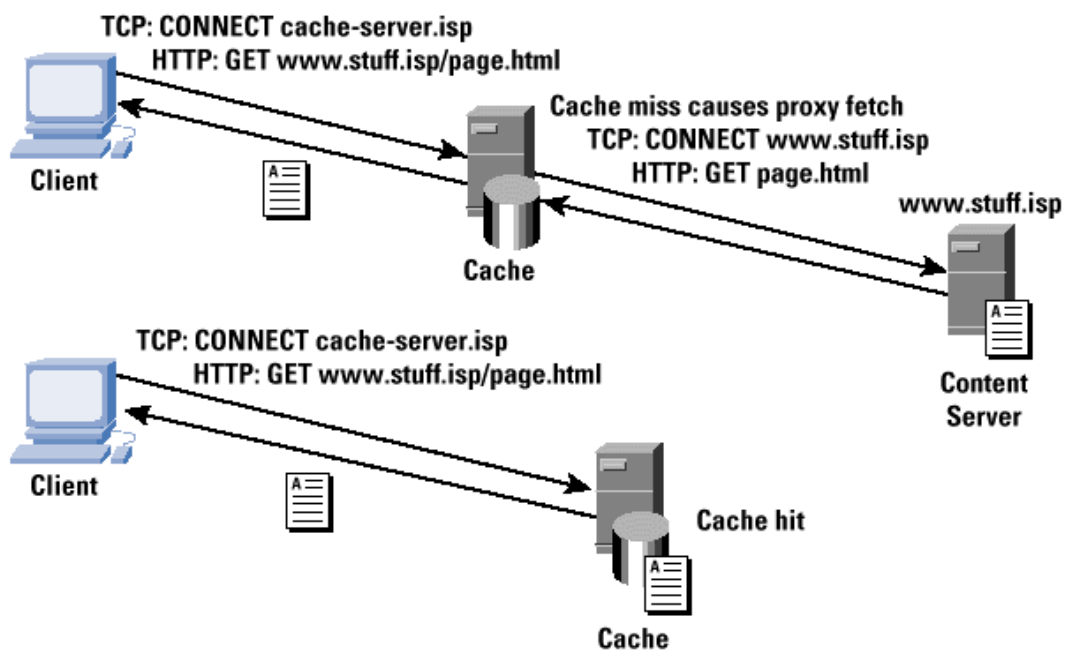 TCP: CONNECT cache-server.isp
HTTP: GET www.stuff.isp/page.html
Client
A
Cache miss causes proxy fetch
TCP: CONNECT www.stuff.isp
HTTP: GET page.html
Cache
www.stuff.isp
A
Content
Server
TCP: CONNECT cache-server.isp
HTTP: GET www.stuff.isp/page.html
Client
A
Cache hit
A
Cache